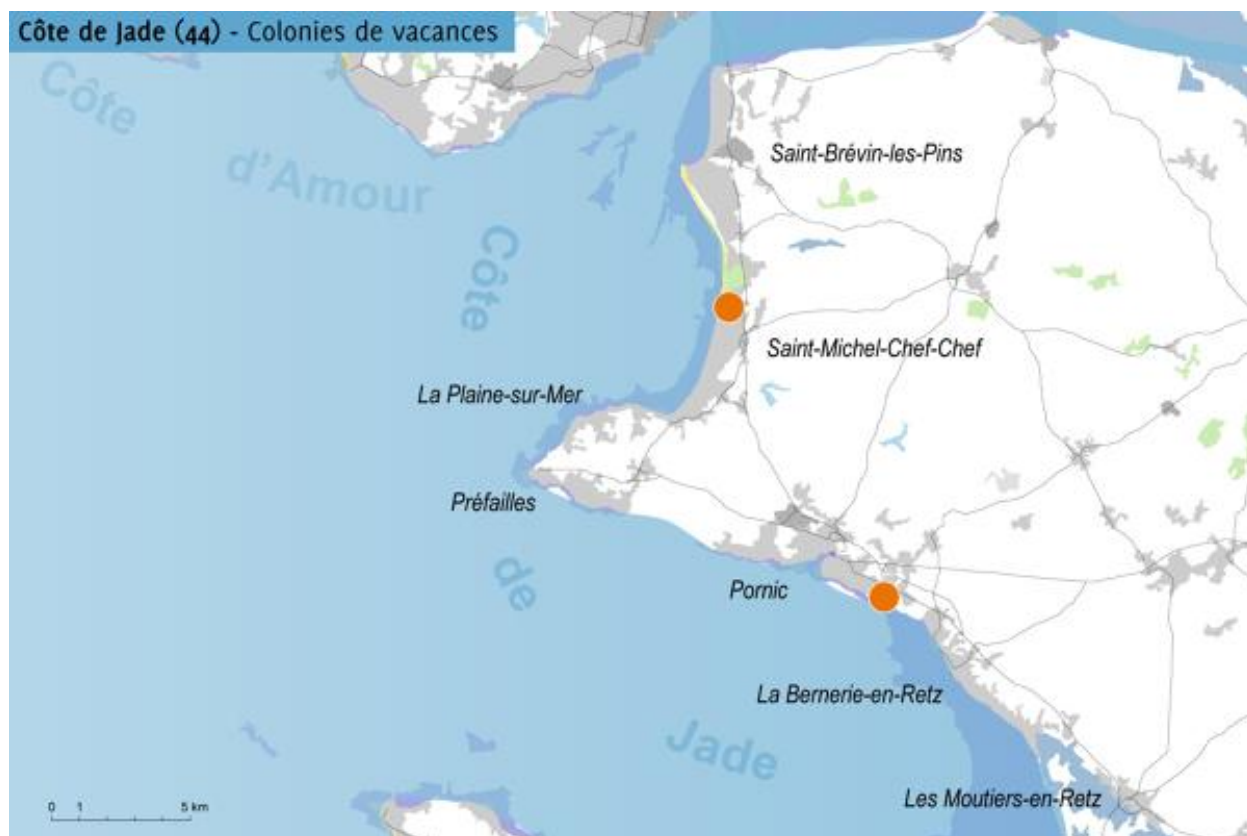 Côte de Jade (44) - Colonies de vacances
Côte
d'Amour
Saint-Brévin-les-Pins
Côte
Saint-Michel-Chef-Chef
La Plaine-sur-Mer
Préfailles
de
Pornic
La Bernerie-en-Retz
Jade
Les Moutiers-en-Retz
0 1 5 km